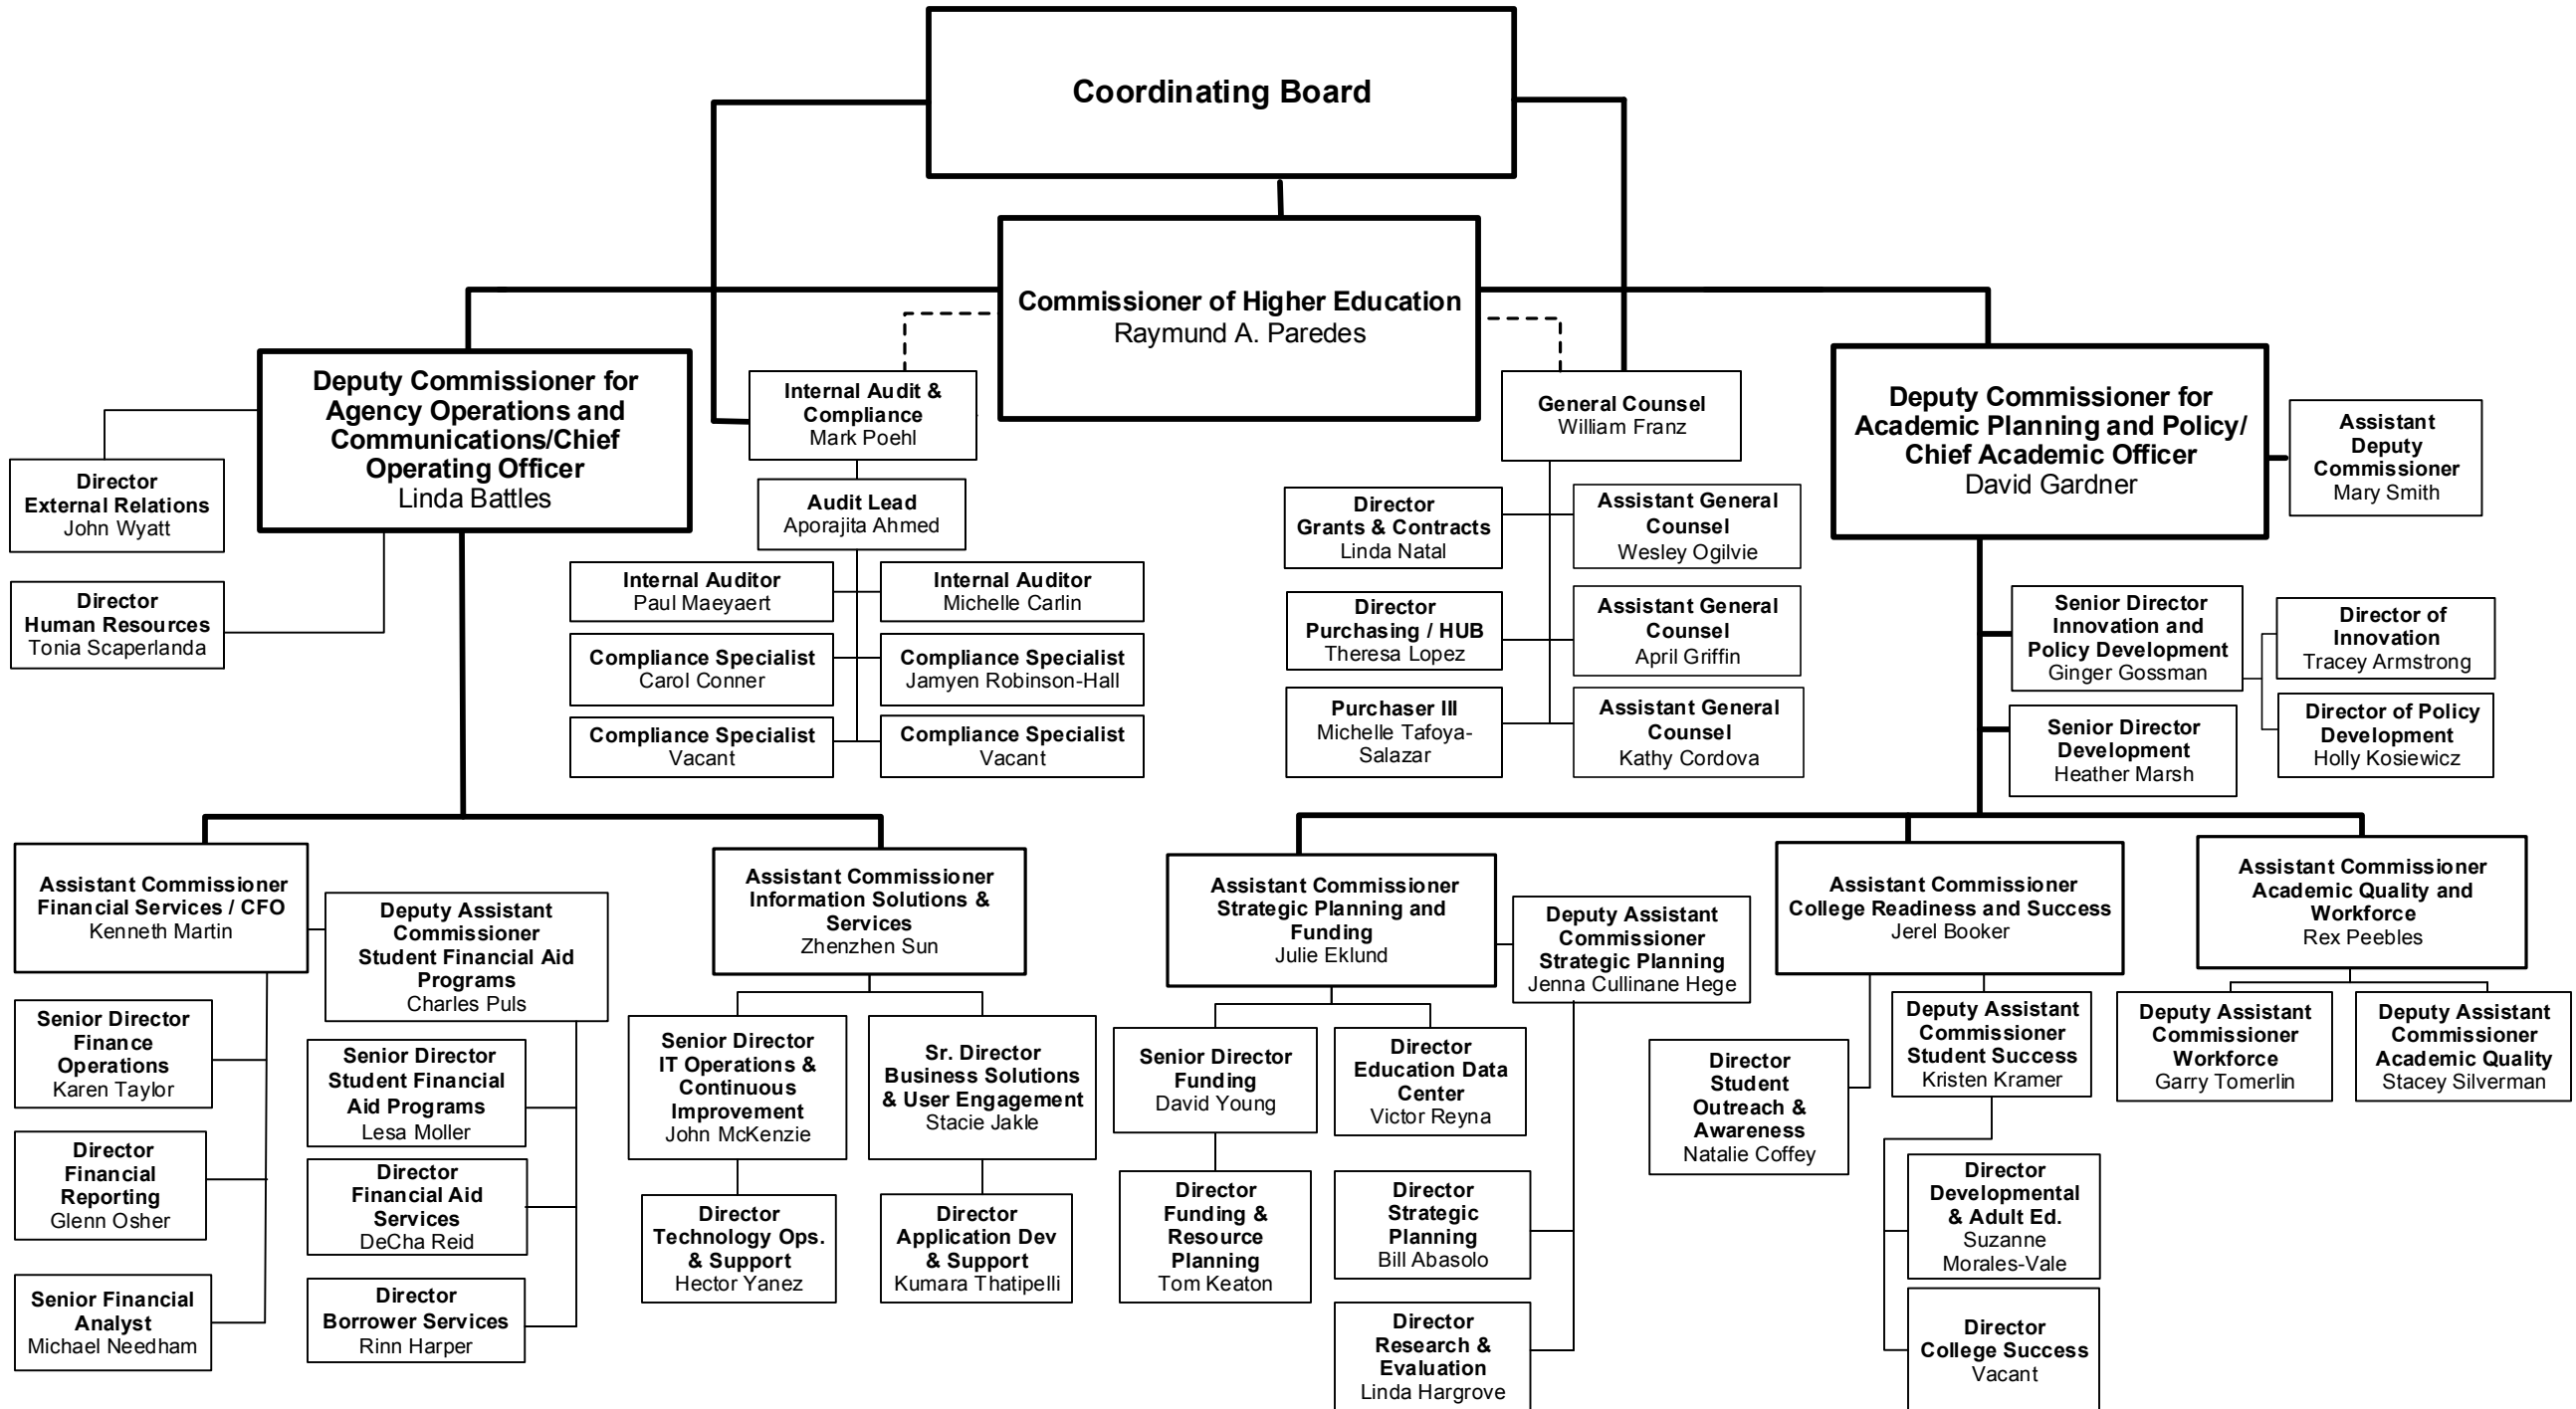 Coordinating Board
Commissioner of Higher Education
Raymund A. Paredes
Deputy Commissioner for
Agency Operations and
Communications/Chief
Operating Officer
Linda Battles
Internal Audit &
Compliance
Mark Poehl
General Counsel
William Franz
Deputy Commissioner for
Academic Planning and Policy/
Chief Academic Officer
David Gardner
Assistant
Deputy
Commissioner
Mary Smith
Director
External Relations
John Wyatt
Director
Human Resources
Tonia Scaperlanda
Audit Lead
Aporajita Ahmed
Internal Auditor
Paul Maeyaert
Internal Auditor
Michelle Carlin
Compliance Specialist
Carol Conner
Compliance Specialist
Jamyen Robinson-Hall
Compliance Specialist
Vacant
Compliance Specialist
Vacant
Director
Grants & Contracts
Linda Natal
Assistant General
Counsel
Wesley Ogilvie
Director
Purchasing / HUB
Theresa Lopez
Assistant General
Counsel
April Griffin
Purchaser III
Michelle Tafoya-
Salazar
Assistant General
Counsel
Kathy Cordova
Senior Director
Innovation and
Policy Development
Ginger Gossman
Director of
Innovation
Tracey Armstrong
Senior Director
Development
Heather Marsh
Director of Policy
Development
Holly Kosiewicz
Assistant Commissioner
Financial Services / CFO
Kenneth Martin
Deputy Assistant
Commissioner
Student Financial Aid
Programs
Charles Puls
Senior Director
Finance
Operations
Karen Taylor
Director
Financial
Reporting
Glenn Osher
Senior Financial
Analyst
Michael Needham
Senior Director
Student Financial
Aid Programs
Lesa Moller
Director
Financial Aid
Services
DeCha Reid
Director
Borrower Services
Rinn Harper
Assistant Commissioner
Information Solutions &
Services
Zhenzhen Sun
Senior Director
IT Operations &
Continuous
Improvement
John McKenzie
Sr. Director
Business Solutions
& User Engagement
Stacie Jakle
Director
Technology Ops.
& Support
Hector Yanez
Director
Application Dev
& Support
Kumara Thatipelli
Assistant Commissioner
Strategic Planning and
Funding
Julie Eklund
Deputy Assistant
Commissioner
Strategic Planning
Jenna Cullinane Hege
Senior Director
Funding
David Young
Director
Education Data
Center
Victor Reyna
Director
Funding &
Resource
Planning
Tom Keaton
Director
Strategic
Planning
Bill Abasolo
Director
Research &
Evaluation
Linda Hargrove
Assistant Commissioner
College Readiness and Success
Jerel Booker
Director
Student
Outreach &
Awareness
Natalie Coffey
Deputy Assistant
Commissioner
Student Success
Kristen Kramer
Director
Developmental
& Adult Ed.
Suzanne
Morales-Vale
Director
College Success
Vacant
Assistant Commissioner
Academic Quality and
Workforce
Rex Peebles
Deputy Assistant
Commissioner
Workforce
Garry Tomerlin
Deputy Assistant
Commissioner
Academic Quality
Stacey Silverman